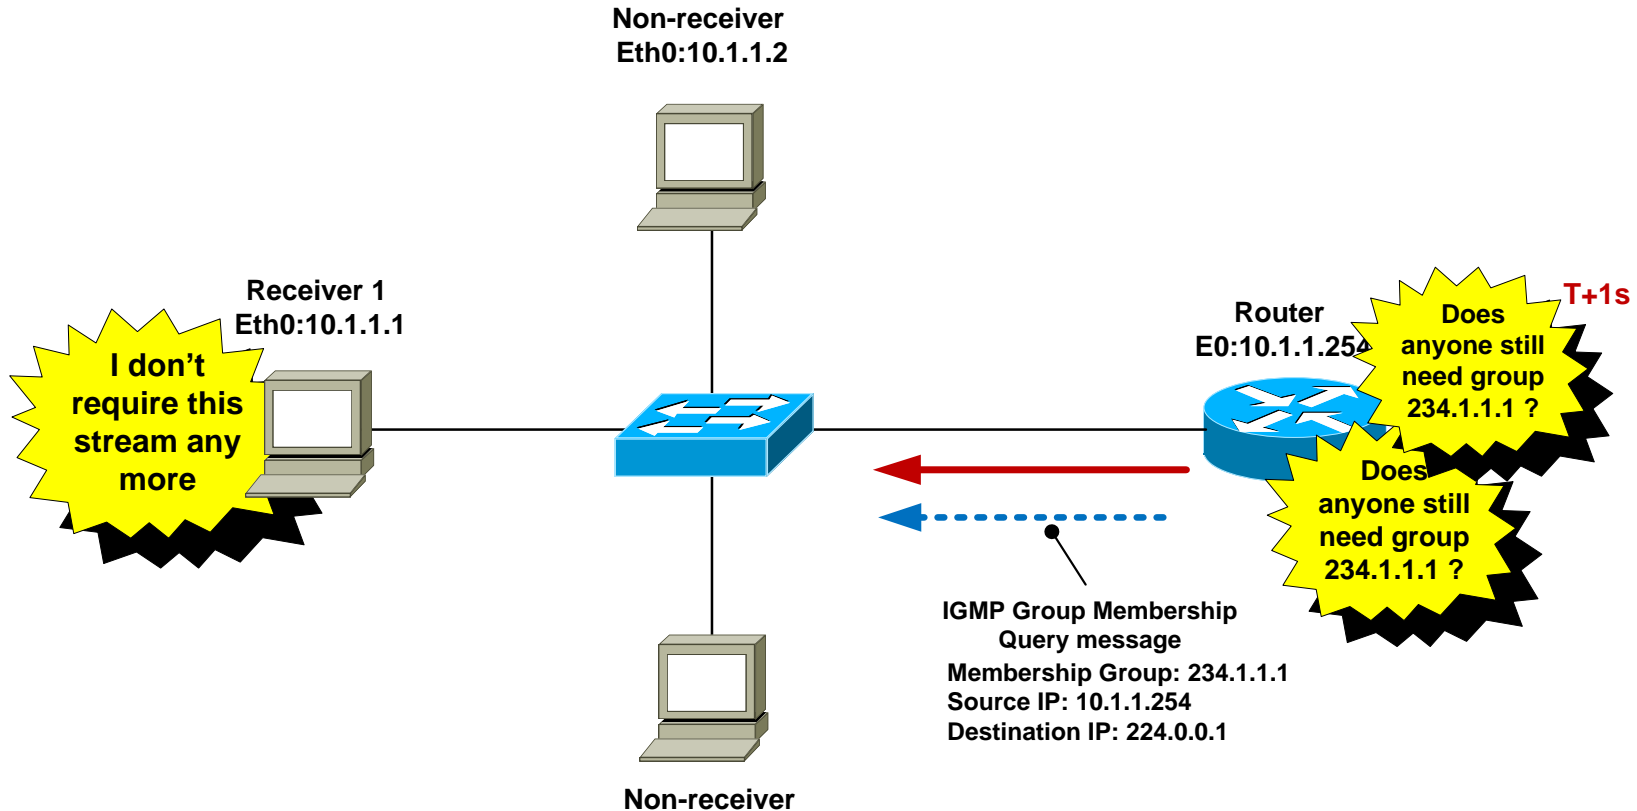 Non-receiver
Eth0:10.1.1.2
Receiver 1
Eth0:10.1.1.1
I don’t
require this
stream any
more
Router
E0:10.1.1.254
T+1s
Does
anyone still
need group
234.1.1.1 ?
Does
anyone still
need group
234.1.1.1 ?
IGMP Group Membership
Query message
Membership Group: 234.1.1.1
Source IP: 10.1.1.254
Destination IP: 224.0.0.1
Non-receiver